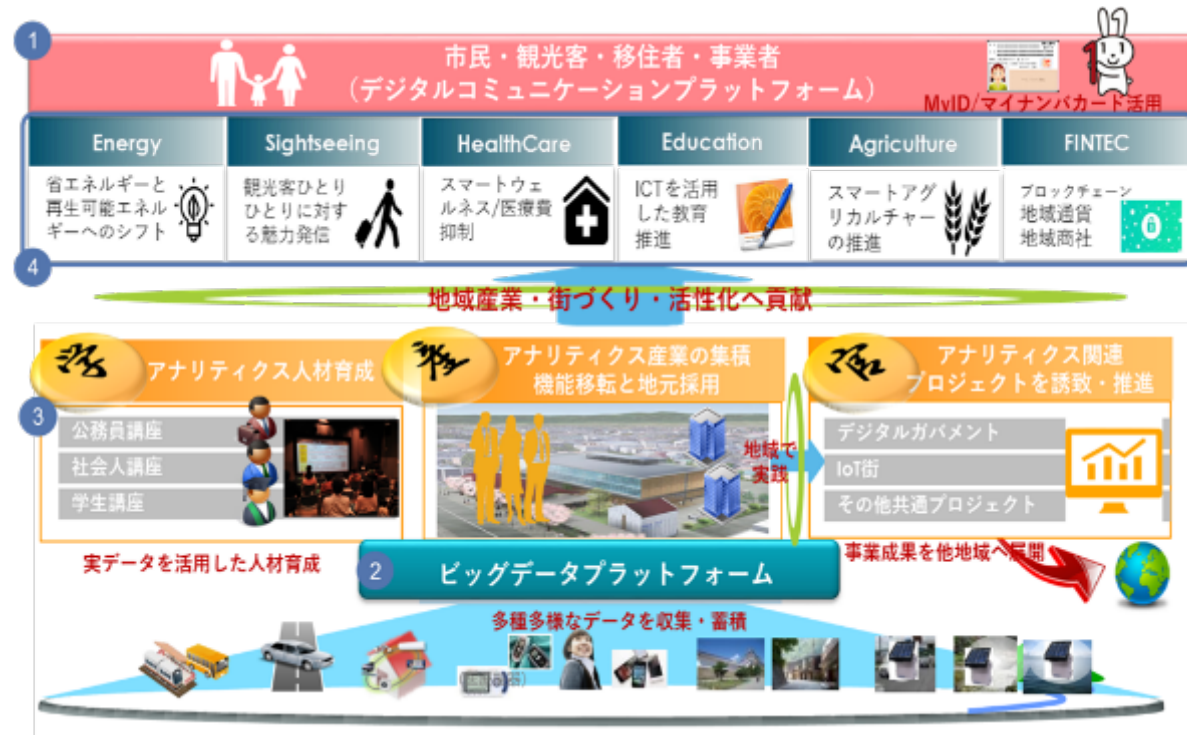 1
市民・観光客・移住者・事業者
(デジタルコミュニケーションプラットフォーム)
MyID/マイナンバカード活用
Energy
省エネルギーと
再生可能エネル
ギーへのシフト
Sightseeing
観光客ひとり
ひとりに対す
る魅力発信
HealthCare
スマートウェ
ルネス/医療費
抑制
Education
ICTを活用
した教育
推進
Agriculture
スマートアグ
リカルチャー
の推進
FINTEC
ブロックチェーン
地域通貨
地域商社
4
地域産業・街づくり・活性化へ貢献
学
アナリティクス人材育成
3
公務員講座
社会人講座
学生講座
実データを活用した人材育成
産
アナリティクス産業の集積
機能移転と地元採用
地域で
実践
アナリティクス関連
プロジェクトを誘致・推進
デジタルガバメント
IoT街
その他共通プロジェクト
事業成果を他地域へ展開
2
ビッグデータプラットフォーム
多種多様なデータを収集・蓄積